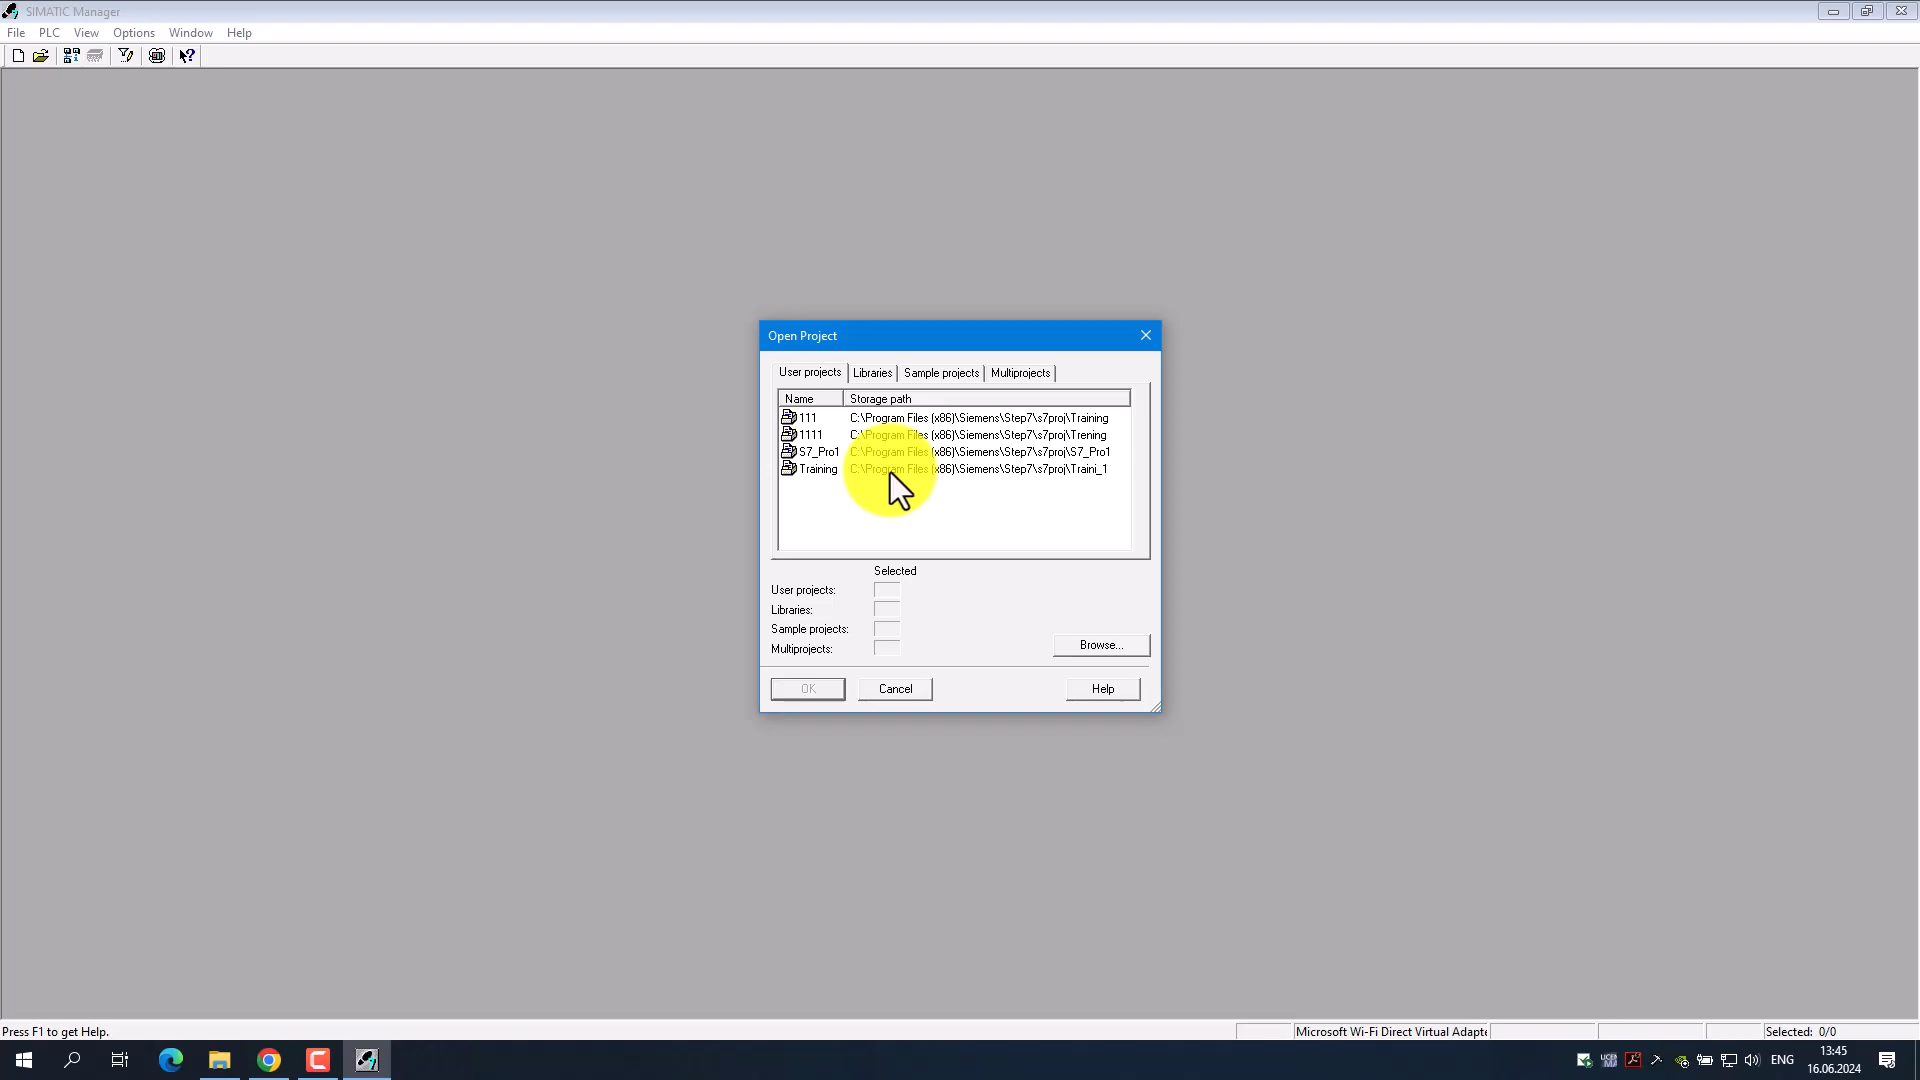 SIMATIC Manager
File PLC View Options Window Help
Open Project
User projects Libraries Sample projects Multiprojects
Name Storage path
111 C:\Program Files (x86)\Siemens\Step7\s7proj\Training
1111 C:\Program Files (x86)\Siemens\Step7\s7proj\Trening
S7_Pro1 C:\Program Files (x86)\Siemens\Step7\s7proj\S7_Pro1
Training C:\Program Files (x86)\Siemens\Step7\s7proj\Traini_1
Selected
User projects:
Libraries:
Sample projects:
Multiprojects:
Browse...
OK Cancel Help
Press F1 to get Help. Microsoft Wi-Fi Direct Virtual Adapte Selected: 0/0
ENG 13:45
16.06.2024